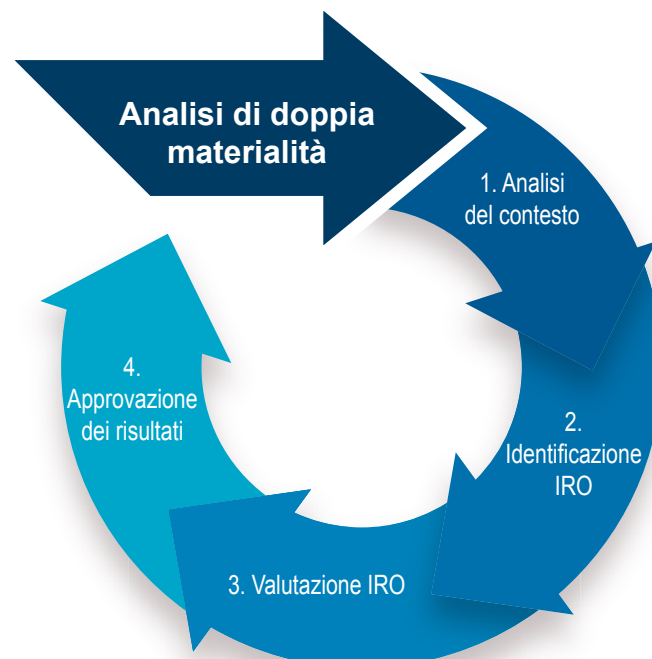 Analisi di doppia
materialità
1. Analisi
del contesto
2.
Identificazione
IRO
3. Valutazione IRO
4.
Approvazione
dei risultati